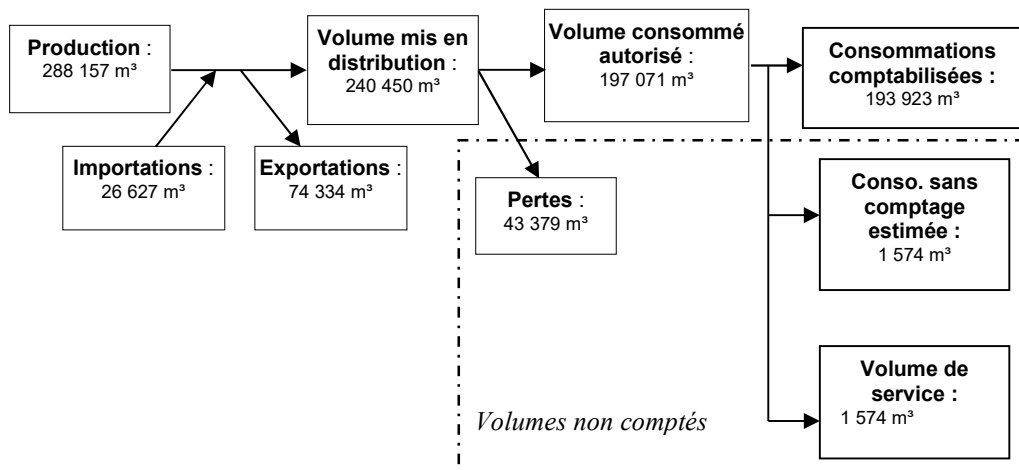 Production :
288 157 m³
Volume mis en
distribution :
240 450 m³
Volume consommé
autorisé :
197 071 m³
Consommations
comptabilisées :
193 923 m³
Importations :
26 627 m³
Exportations :
74 334 m³
Pertes :
43 379 m³
Conso. sans
comptage
estimée :
1 574 m³
Volume de
service :
1 574 m³
Volumes non comptés